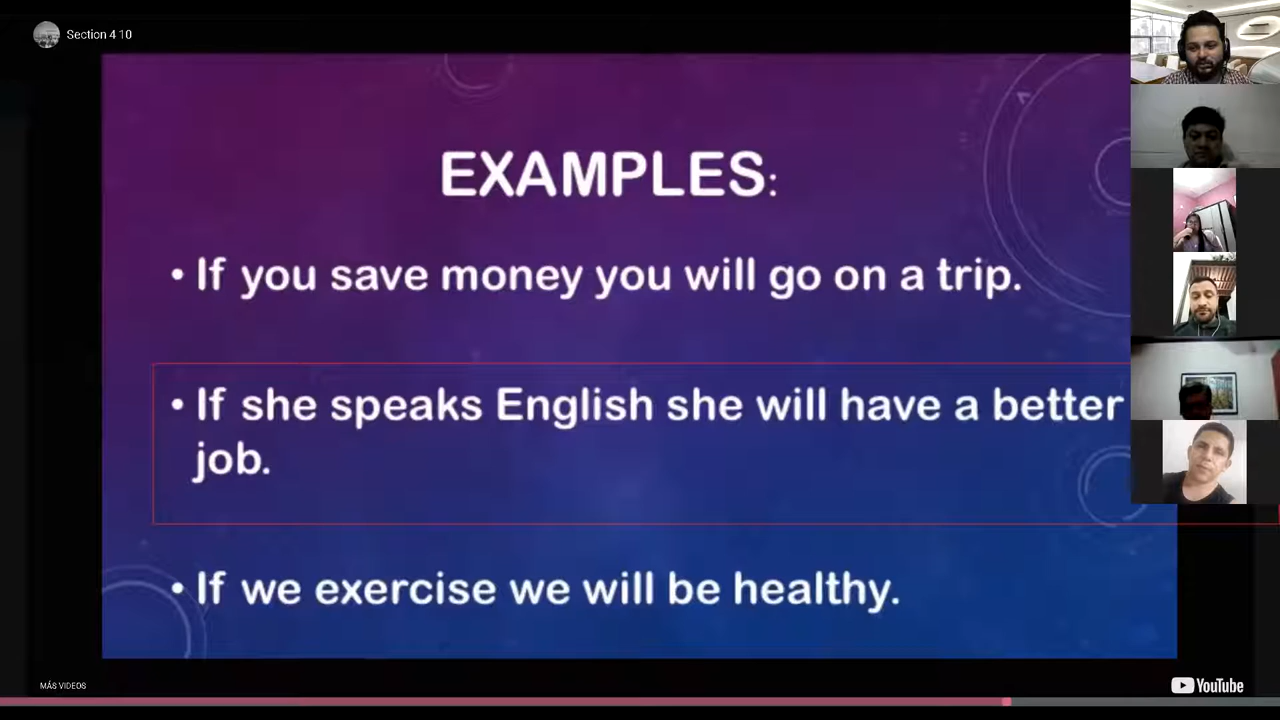 Section 4 10
EXAMPLES:
• If you save money you will go on a trip.
• If she speaks English she will have a better
job.
• If we exercise we will be healthy.
MÁS VIDEOS
YouTube